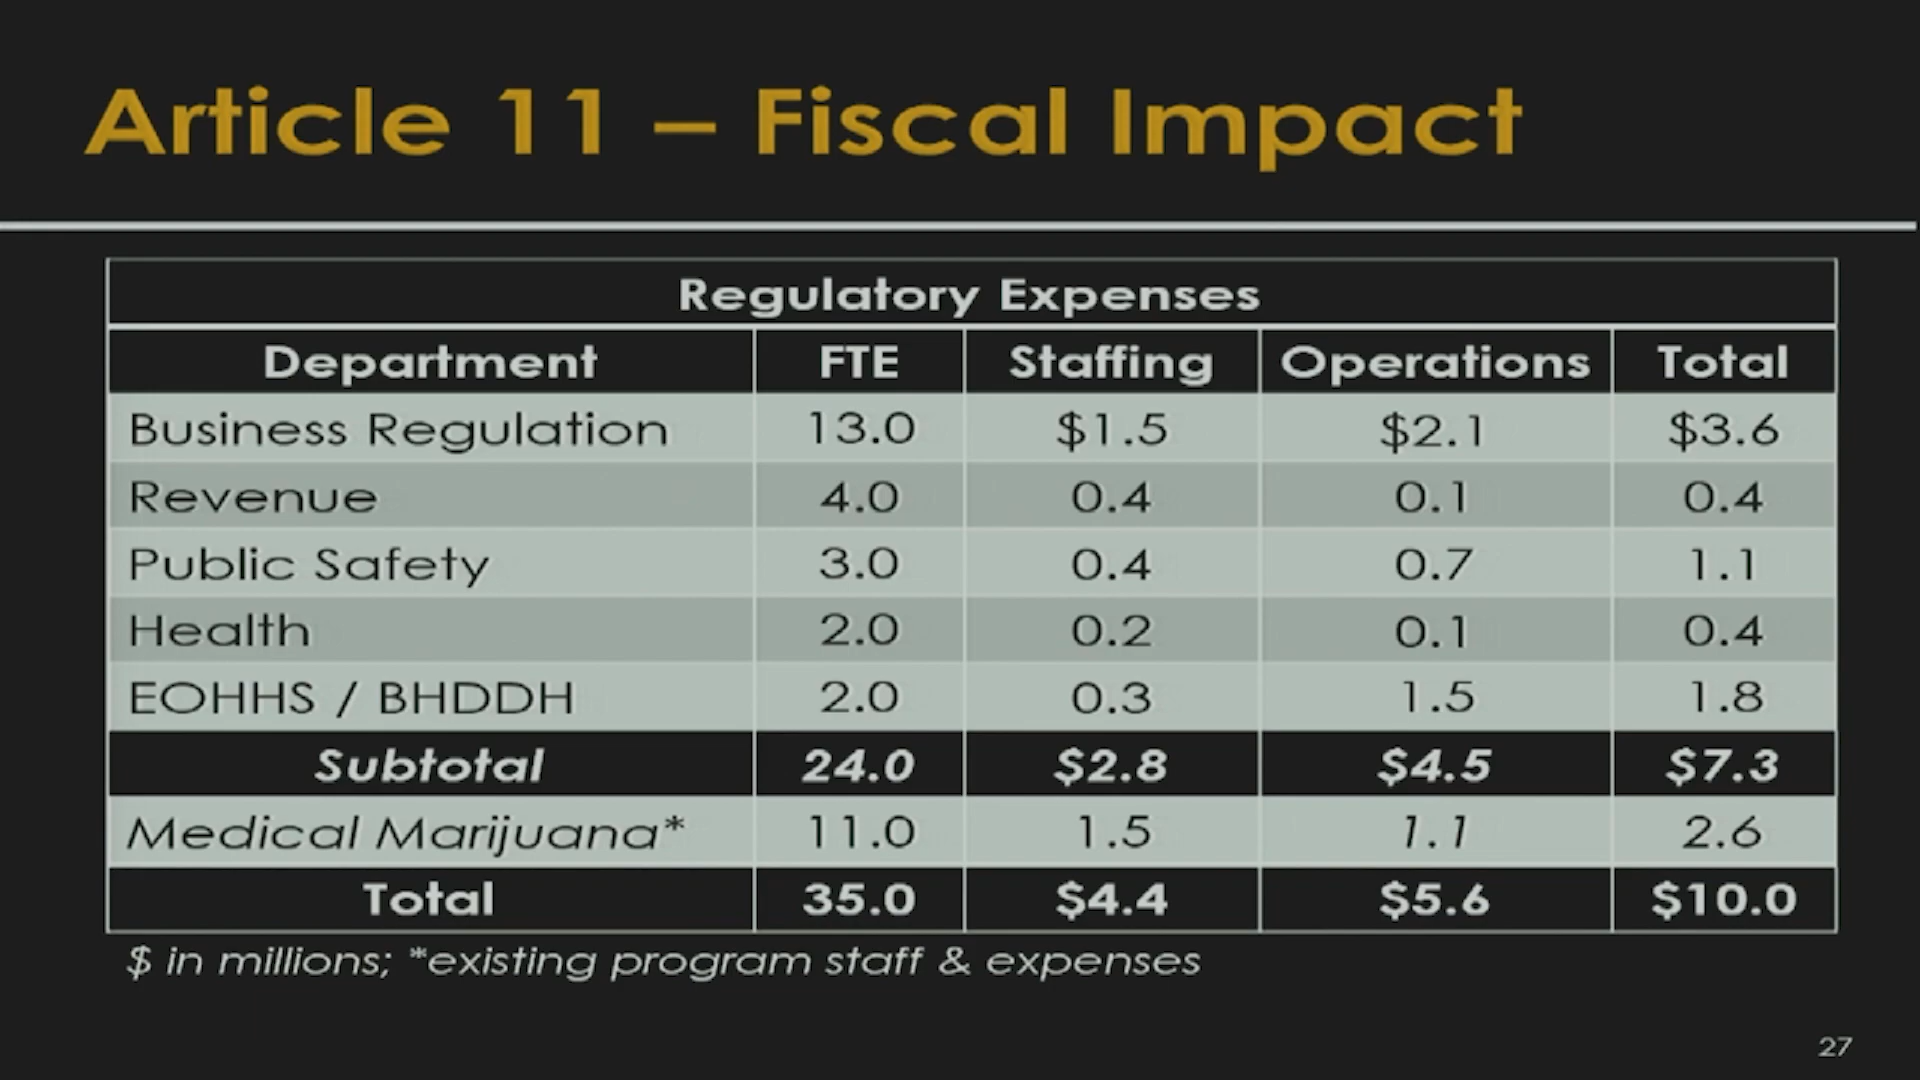 Article 11 – Fiscal Impact
Regulatory Expenses
Department FTE Staffing Operations Total
Business Regulation 13.0 $1.5 $2.1 $3.6
Revenue 4.0 0.4 0.1 0.4
Public Safety 3.0 0.4 0.7 1.1
Health 2.0 0.2 0.1 0.4
EOHHS / BHDDH 2.0 0.3 1.5 1.8
Subtotal 24.0 $2.8 $4.5 $7.3
Medical Marijuana* 11.0 1.5 1.1 2.6
Total 35.0 $4.4 $5.6 $10.0
$ in millions; *existing program staff & expenses
27